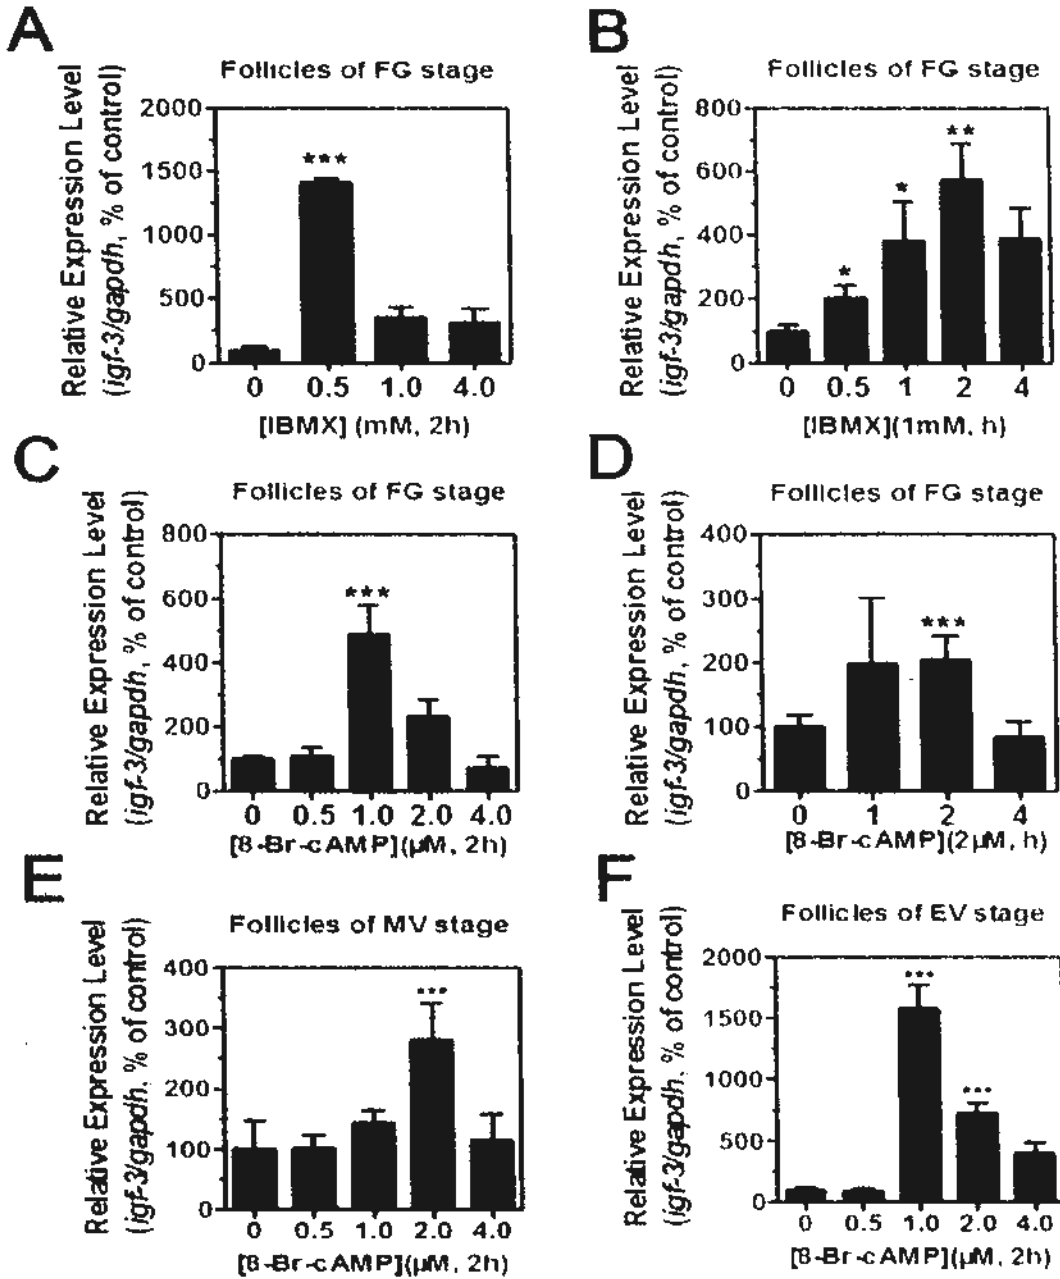 A
Follicles of FG stage
Relative Expression Level
(igf-3/gapdh, % of control)
2000
1500
1000
500
0
***
0 0.5 1.0 4.0
[IBMX] (mM, 2h)
B
Follicles of FG stage
Relative Expression Level
(igf-3/gapdh, % of control)
800
600
400
200
0
* * **
0 0.5 1 2 4
[IBMX](1mM, h)
C
Follicles of FG stage
Relative Expression Level
(igf-3/gapdh, % of control)
800
600
400
200
0
***
0 0.5 1.0 2.0 4.0
[8-Br-cAMP](µM, 2h)
D
Follicles of FG stage
Relative Expression Level
(igf-3/gapdh, % of control)
400
300
200
100
0
***
0 1 2 4
[8-Br-cAMP](2µM, h)
E
Follicles of MV stage
Relative Expression Level
(igf-3/gapdh, % of control)
400
300
200
100
0
***
0 0.5 1.0 2.0 4.0
[8-Br-cAMP](µM, 2h)
F
Follicles of EV stage
Relative Expression Level
(igf-3/gapdh, % of control)
2000
1500
1000
500
0
*** ***
0 0.5 1.0 2.0 4.0
[8-Br-cAMP](µM, 2h)